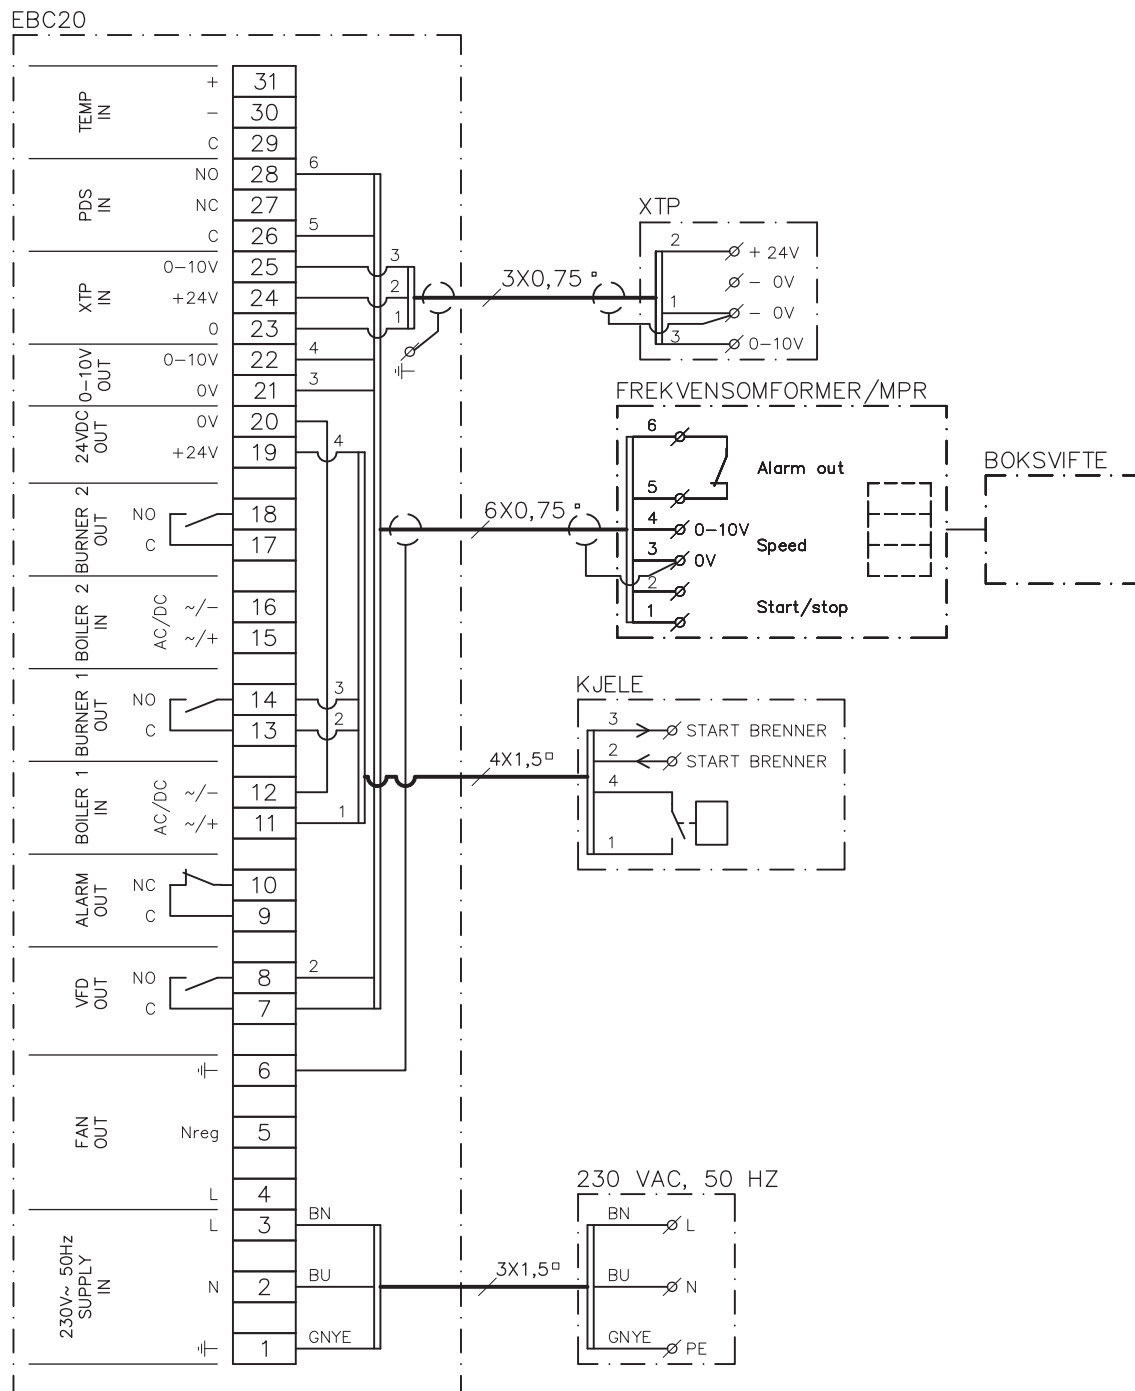 EBC20
TEMP IN
+ 31
- 30
C 29
PDS IN
NO 28 6
NC 27
C 26 5
XTP IN
0-10V 25 3
+24V 24 2
0 23 1
0-10V OUT
0-10V 22 4
0V 21 3
24VDC OUT
0V 20
+24V 19 4
BURNER 2 OUT
NO 18
C 17
BOILER 2 IN
AC/DC
~/- 16
~/+ 15
BURNER 1 OUT
NO 14 3
C 13 2
BOILER 1 IN
AC/DC
~/- 12
~/+ 11 1
ALARM OUT
NC 10
C 9
VFD OUT
NO 8 2
C 7
FAN OUT
6
Nreg 5
L 4
230V~ 50Hz SUPPLY IN
L 3 BN
N 2 BU
1 GNYE
3X0,75
XTP
2 + 24V
- 0V
1 - 0V
3 0-10V
6X0,75
FREKVENSOMFORMER/MPR
6
Alarm out
5
4 0-10V
Speed
3 0V
2
Start/stop
1
BOKSVIFTE
4X1,5
KJELE
3 START BRENNER
2 START BRENNER
4
1
3X1,5
230 VAC, 50 HZ
BN L
BU N
GNYE PE